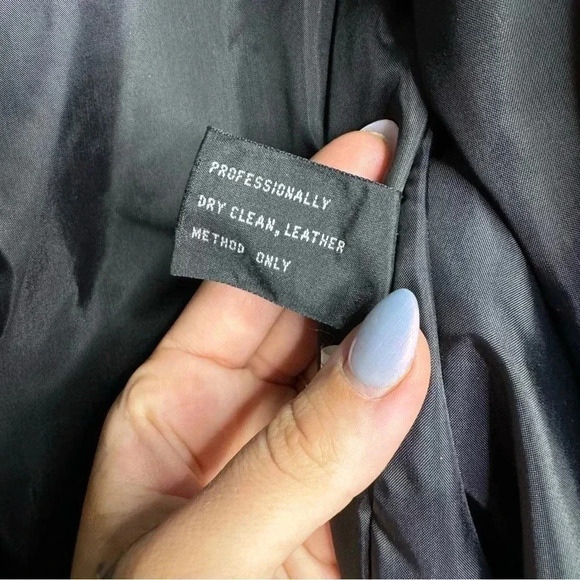 PROFESSIONALLY
DRY CLEAN, LEATHER
METHOD ONLY